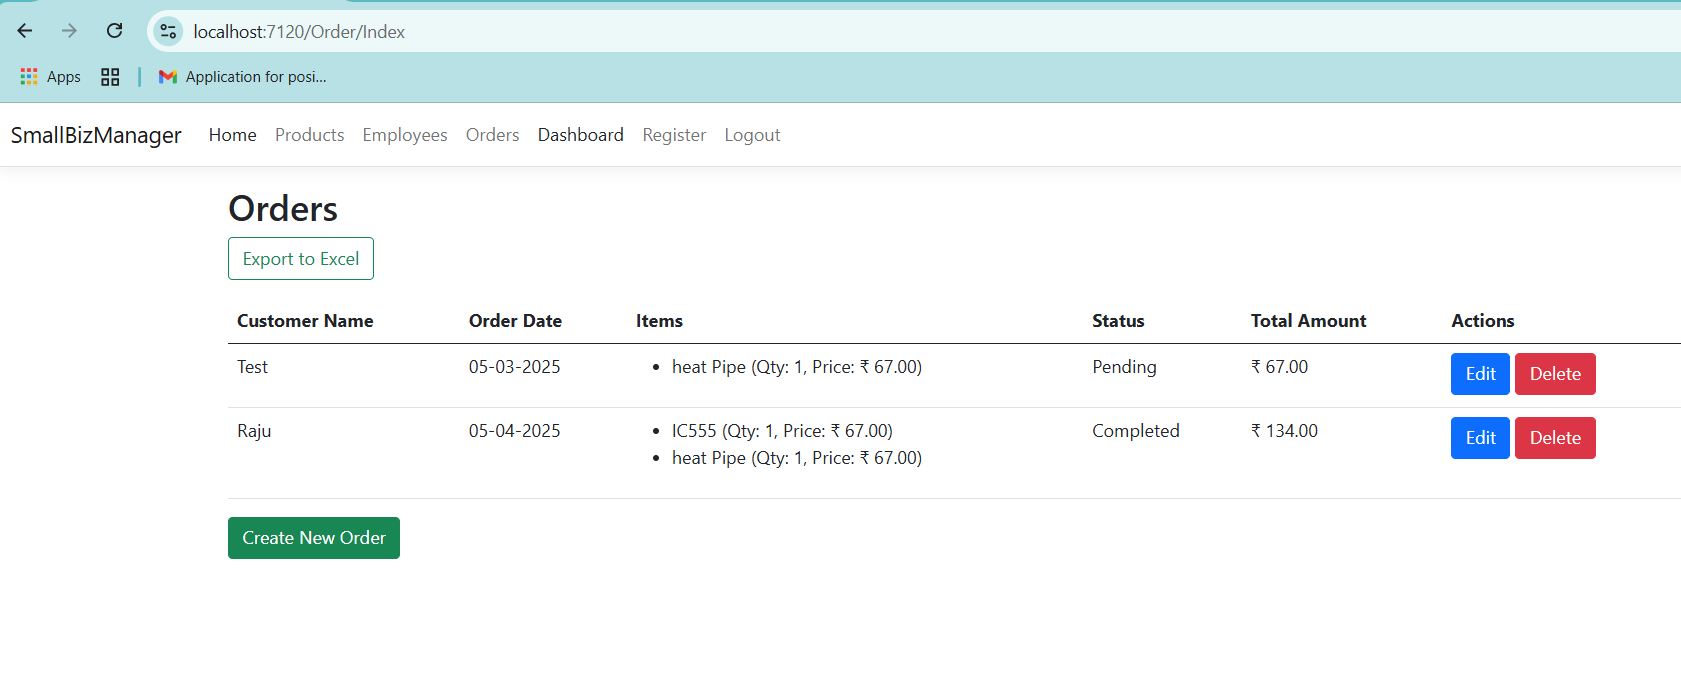 localhost:7120/Order/Index
Apps Application for posi...
SmallBizManager Home Products Employees Orders Dashboard Register Logout
Orders
Export to Excel
Customer Name Order Date Items Status Total Amount Actions
Test 05-03-2025 • heat Pipe (Qty: 1, Price: ₹ 67.00) Pending ₹ 67.00 Edit Delete
Raju 05-04-2025 • IC555 (Qty: 1, Price: ₹ 67.00) Completed ₹ 134.00 Edit Delete
• heat Pipe (Qty: 1, Price: ₹ 67.00)
Create New Order